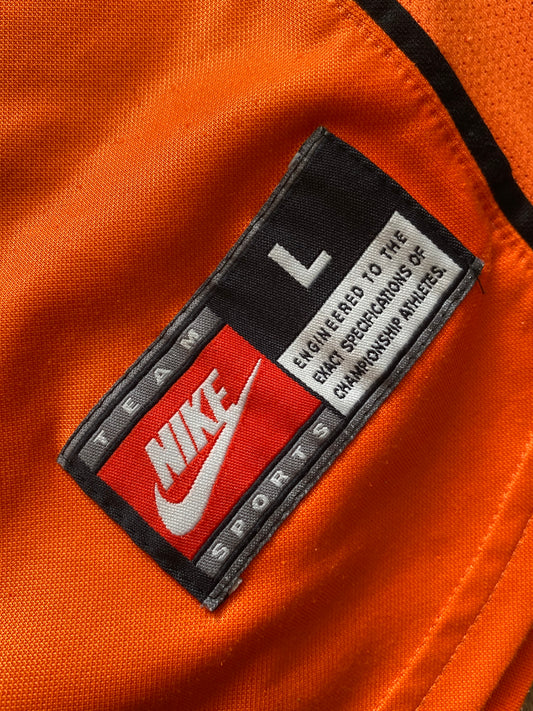 L
ENGINEERED TO THE
EXACT SPECIFICATIONS OF
CHAMPIONSHIP ATHLETES.
TEAM
NIKE
SPORTS